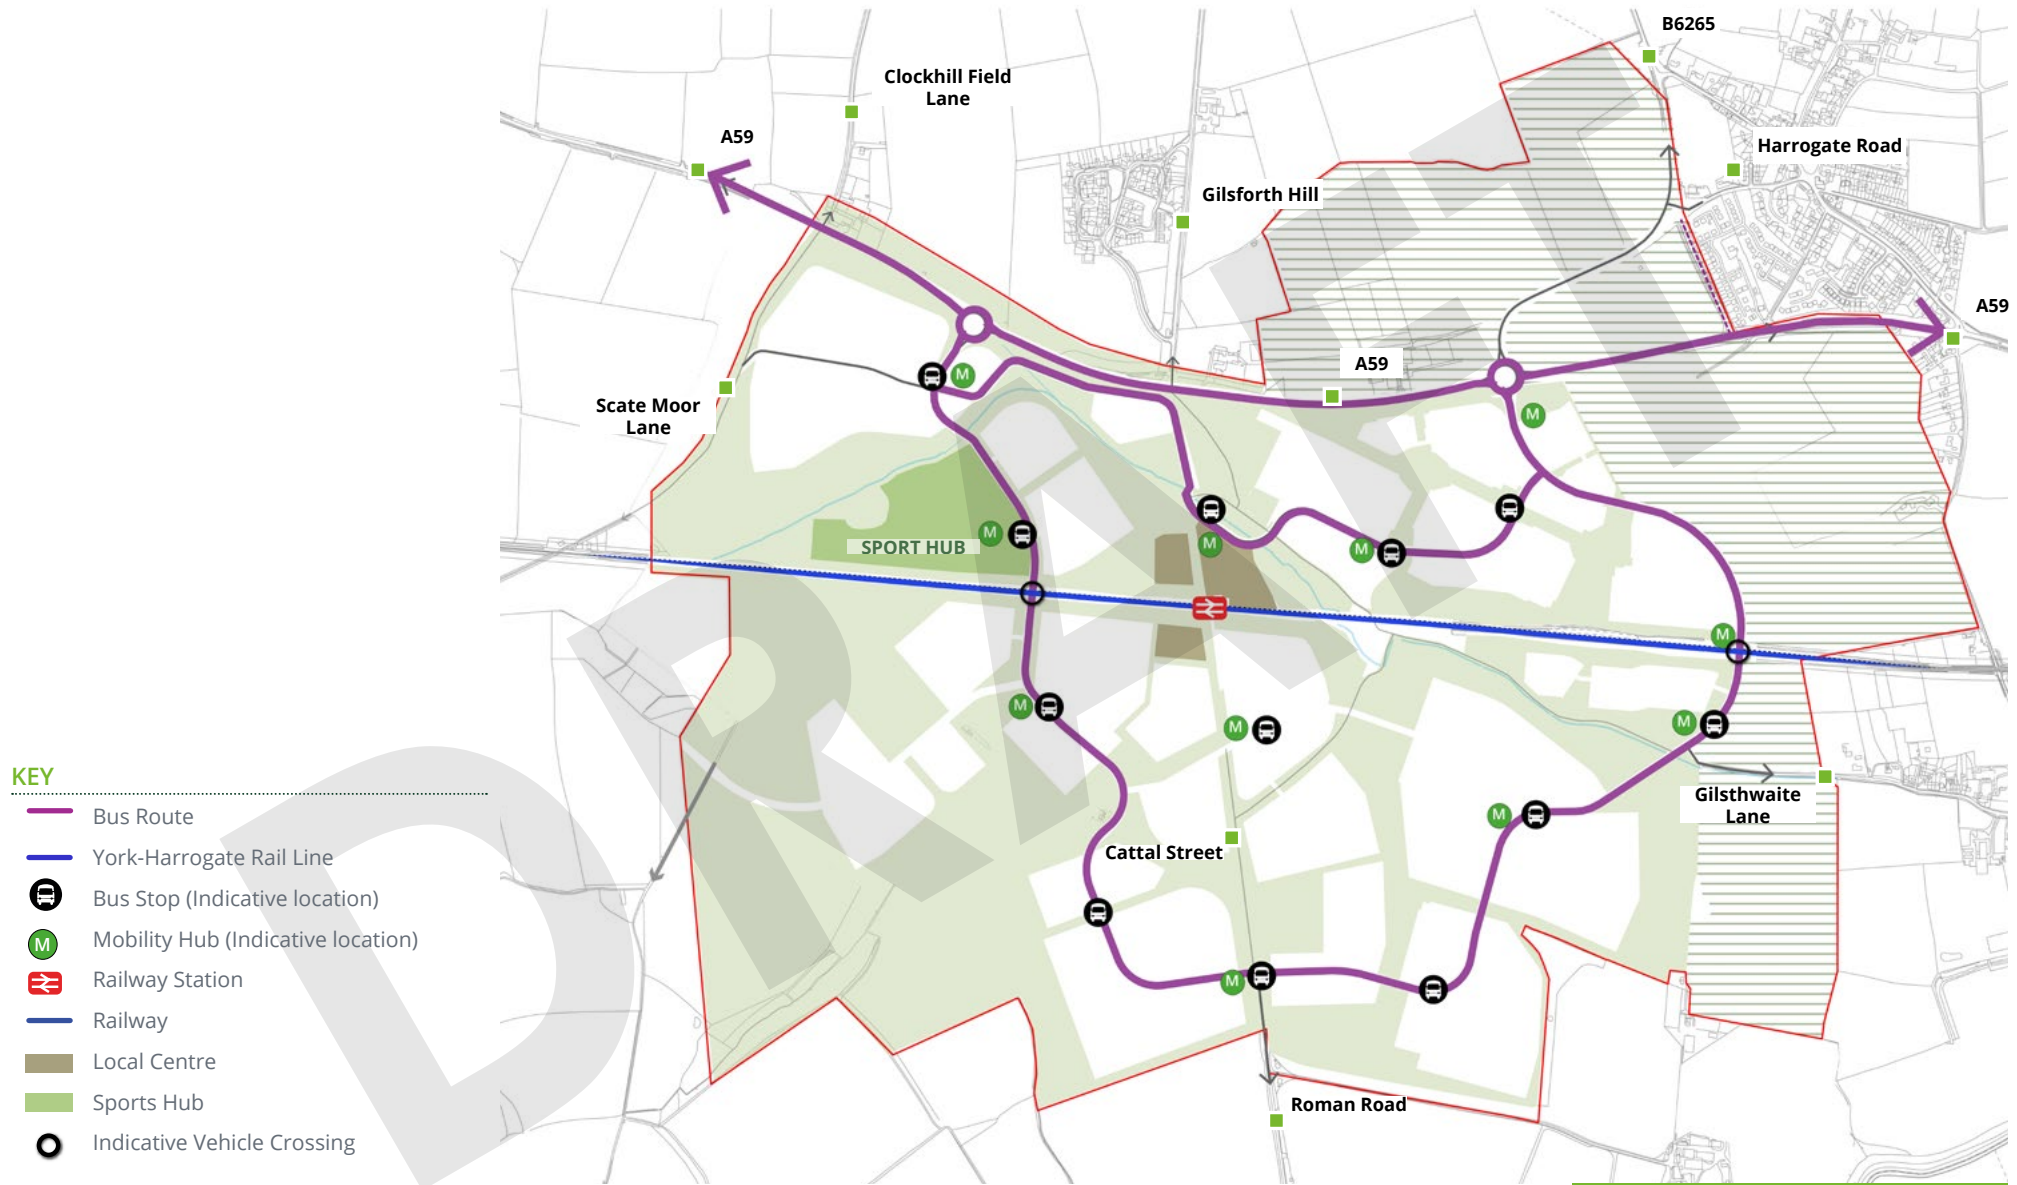 B6265
Clockhill Field
Lane
A59
Harrogate Road
Gilsforth Hill
A59
A59
Scate Moor
Lane
M
M
M
SPORT HUB
M
M
M
M
M
M
Gilsthwaite
Lane
M
Cattal Street
M
Roman Road
DRAFT
KEY
Bus Route
York-Harrogate Rail Line
Bus Stop (Indicative location)
M
Mobility Hub (Indicative location)
Railway Station
Railway
Local Centre
Sports Hub
Indicative Vehicle Crossing